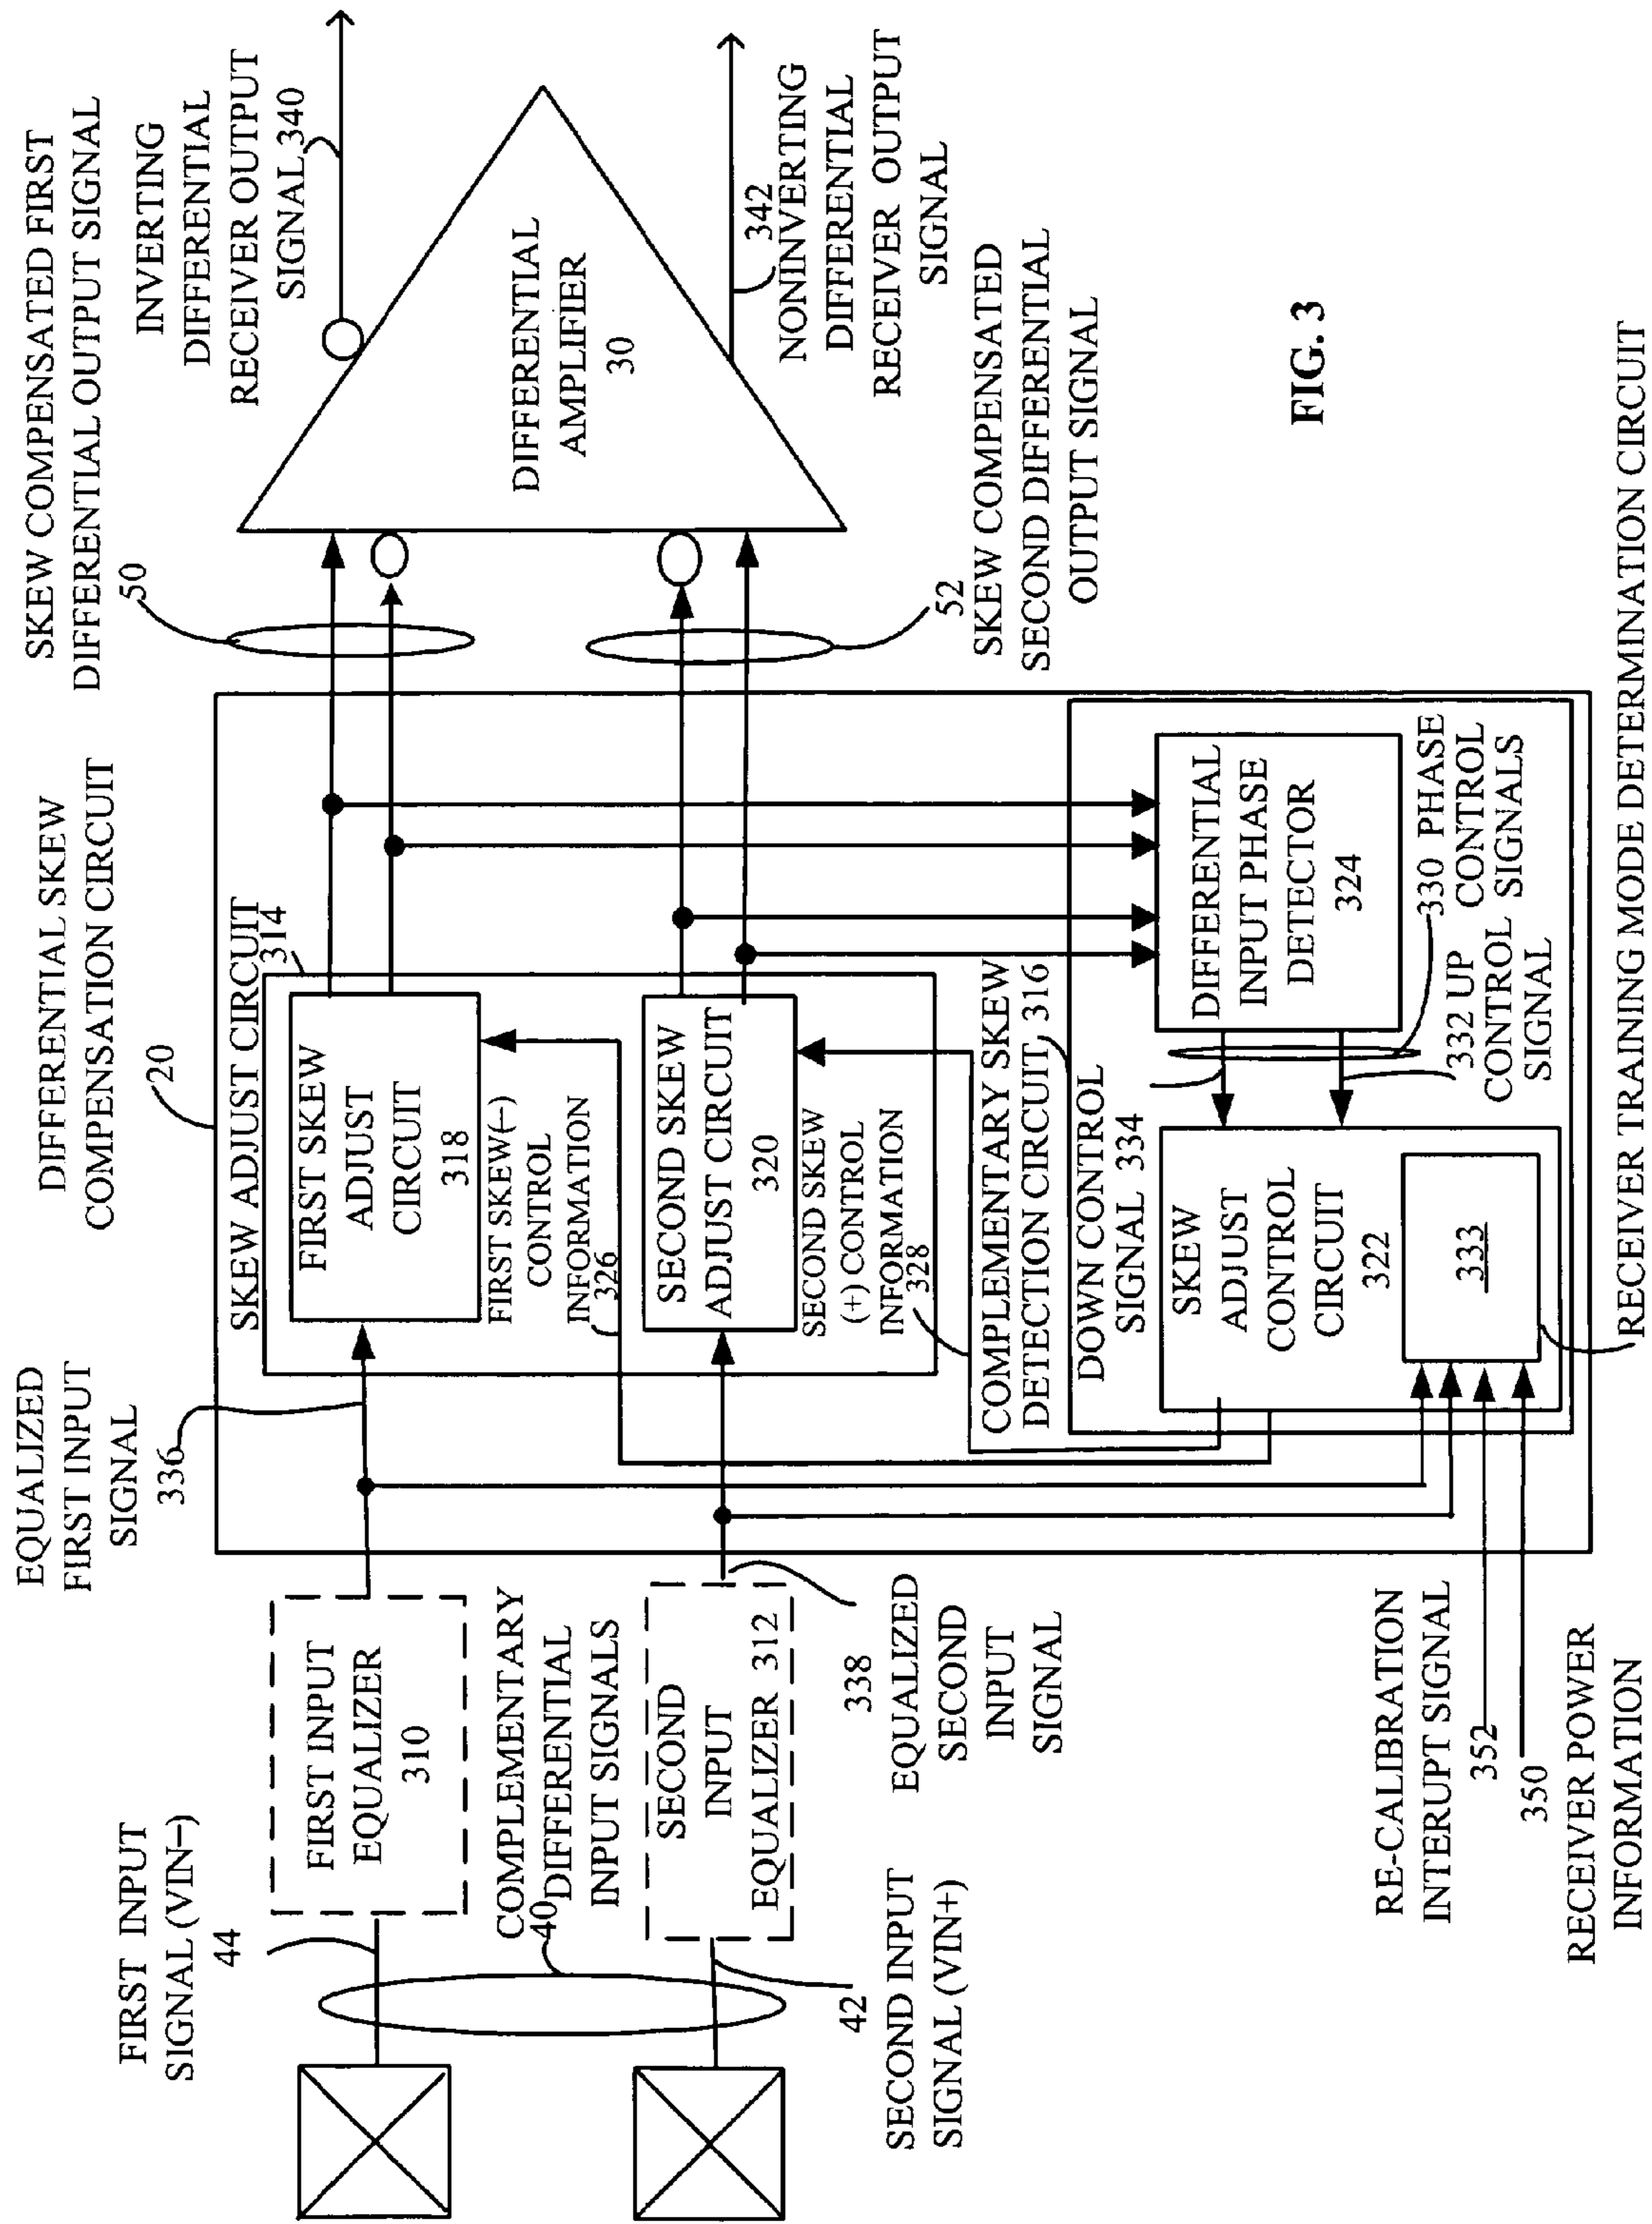 FIRST INPUT
SIGNAL (VIN−)
44
COMPLEMENTARY
DIFFERENTIAL
INPUT SIGNALS
40
42
SECOND INPUT
SIGNAL (VIN+)
FIRST INPUT
EQUALIZER
310
SECOND
INPUT
EQUALIZER 312
EQUALIZED
FIRST INPUT
SIGNAL
336
338
EQUALIZED
SECOND
INPUT
SIGNAL
RE-CALIBRATION
INTERUPT SIGNAL
352
350
RECEIVER POWER
INFORMATION
DIFFERENTIAL SKEW
COMPENSATION CIRCUIT
20
SKEW ADJUST CIRCUIT
314
FIRST SKEW
ADJUST
CIRCUIT
318
FIRST SKEW(−)
CONTROL
INFORMATION
326
SECOND SKEW
ADJUST CIRCUIT
320
SECOND SKEW
(+) CONTROL
INFORMATION
328
COMPLEMENTARY SKEW
DETECTION CIRCUIT 316
DOWN CONTROL
SIGNAL 334
SKEW
ADJUST
CONTROL
CIRCUIT
322
333
DIFFERENTIAL
INPUT PHASE
DETECTOR
324
330 PHASE
CONTROL
SIGNALS
332 UP
CONTROL
SIGNAL
RECEIVER TRAINING MODE DETERMINATION CIRCUIT
SKEW COMPENSATED FIRST
DIFFERENTIAL OUTPUT SIGNAL
50
52
SKEW COMPENSATED
SECOND DIFFERENTIAL
OUTPUT SIGNAL
DIFFERENTIAL
AMPLIFIER
30
INVERTING
DIFFERENTIAL
RECEIVER OUTPUT
SIGNAL 340
342
NONINVERTING
DIFFERENTIAL
RECEIVER OUTPUT
SIGNAL
FIG. 3